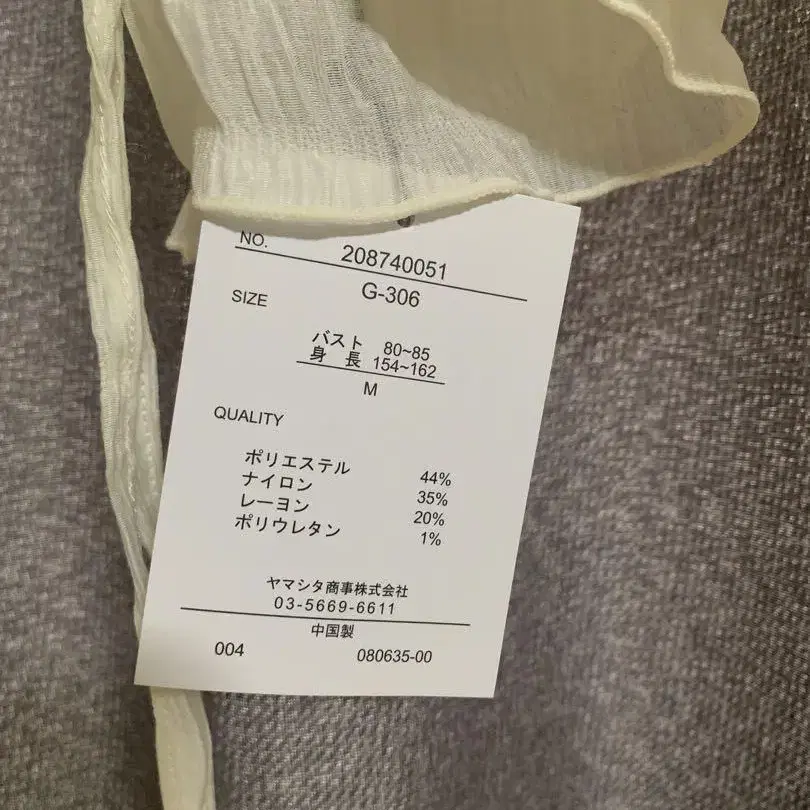 NO. 208740051
G-306
SIZE
バスト 80~85
身 長 154~162
M
QUALITY
ポリエステル 44%
ナイロン 35%
レーヨン 20%
ポリウレタン 1%
ヤマシタ商事株式会社
03-5669-6611
中国製
004 080635-00